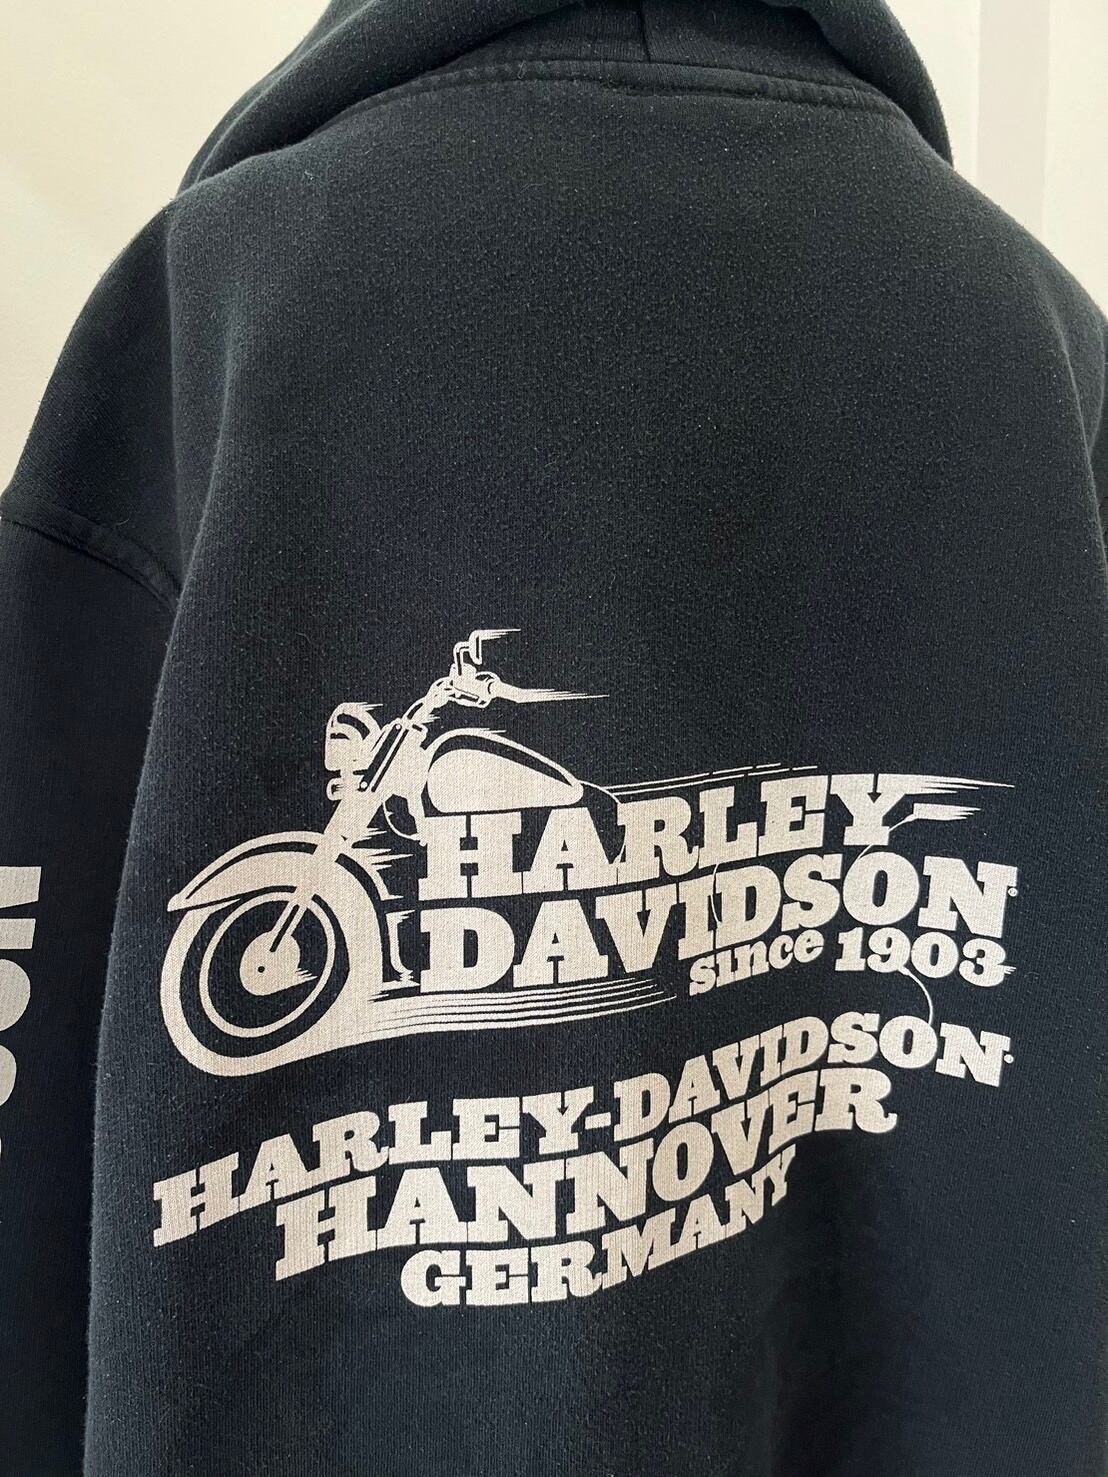 HARLEY
DAVIDSON
since 1903
HARLEY-DAVIDSON
HANNOVER
GERMANY